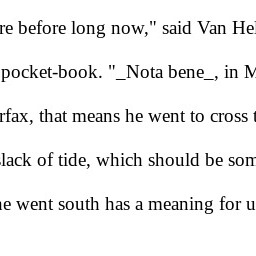 re before long now," said Van Hel
pocket-book. "_Nota bene_, in M
rfax, that means he went to cross t
slack of tide, which should be som
he went south has a meaning for u